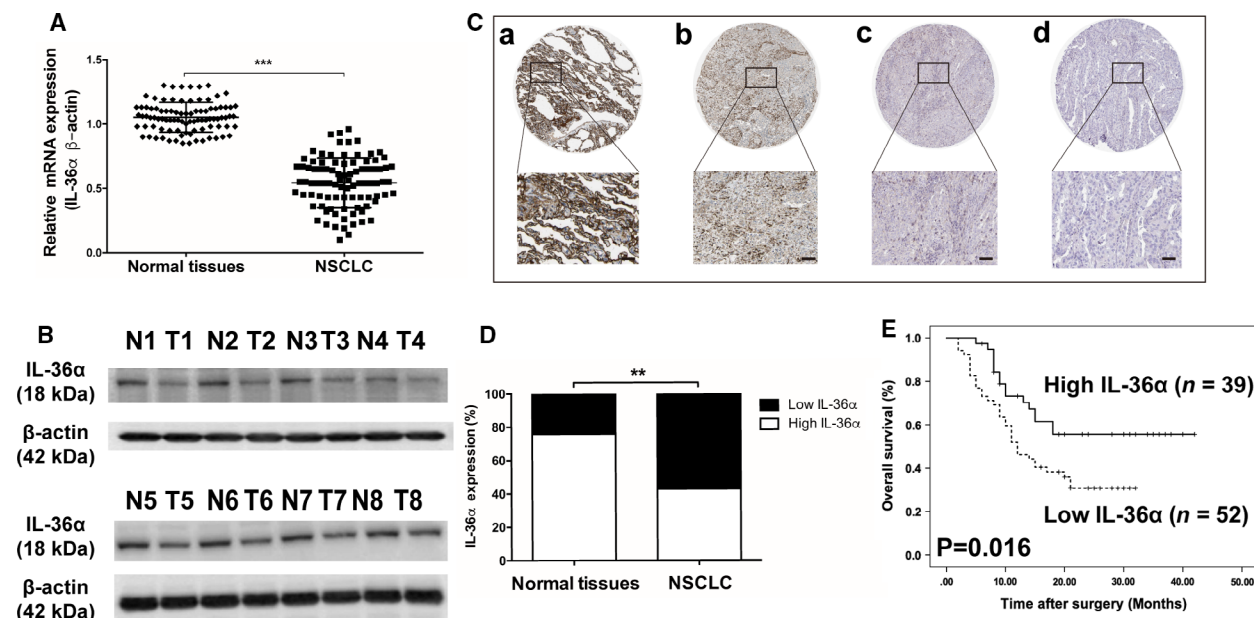 A
Relative mRNA expression
(IL-36α β-actin)
1.5
1.0
0.5
0.0
***
Normal tissues
NSCLC
B
N1 T1 N2 T2 N3 T3 N4 T4
IL-36α
(18 kDa)
β-actin
(42 kDa)
N5 T5 N6 T6 N7 T7 N8 T8
IL-36α
(18 kDa)
β-actin
(42 kDa)
C
a
b
c
d
D
IL-36α expression (%)
100
80
60
40
20
0
**
Low IL-36α
High IL-36α
Normal tissues
NSCLC
E
Overall survival (%)
1.0
0.8
0.6
0.4
0.2
0.0
High IL-36α (n = 39)
Low IL-36α (n = 52)
P=0.016
.00 10.00 20.00 30.00 40.00 50.00
Time after surgery (Months)